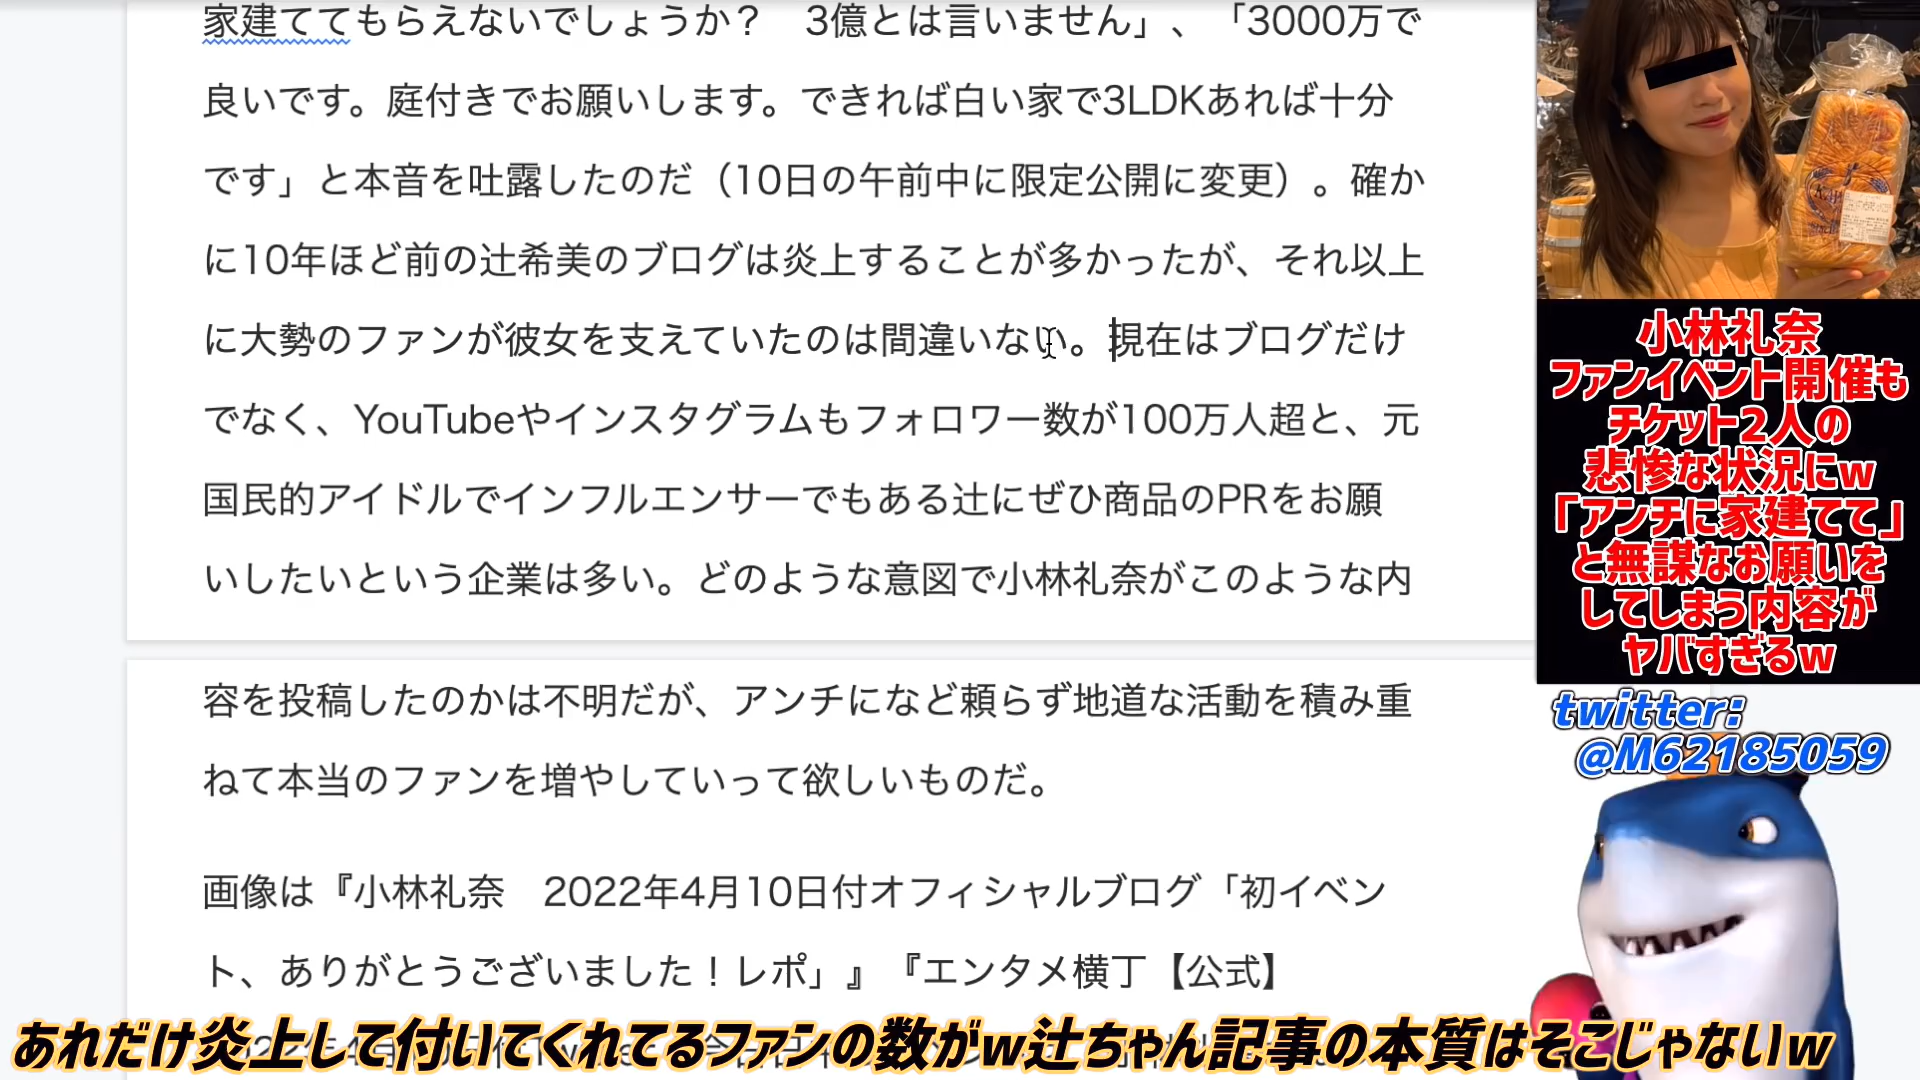 家建ててもらえないでしょうか？　3億とは言いません」、「3000万で
良いです。庭付きでお願いします。できれば白い家で3LDKあれば十分
です」と本音を吐露したのだ（10日の午前中に限定公開に変更）。確か
に10年ほど前の辻希美のブログは炎上することが多かったが、それ以上
に大勢のファンが彼女を支えていたのは間違いない。現在はブログだけ
でなく、YouTubeやインスタグラムもフォロワー数が100万人超と、元
国民的アイドルでインフルエンサーでもある辻にぜひ商品のPRをお願
いしたいという企業は多い。どのような意図で小林礼奈がこのような内
容を投稿したのかは不明だが、アンチになど頼らず地道な活動を積み重
ねて本当のファンを増やしていって欲しいものだ。
画像は『小林礼奈　2022年4月10日付オフィシャルブログ「初イベン
ト、ありがとうございました！レポ」』『エンタメ横丁【公式】
あれだけ炎上して付いてくれてるファンの数がw辻ちゃん記事の本質はそこじゃないw
小林礼奈
ファンイベント開催も
チケット2人の
悲惨な状況にw
「アンチに家建てて」
と無謀なお願いを
してしまう内容が
ヤバすぎるw
twitter:
@M62185059